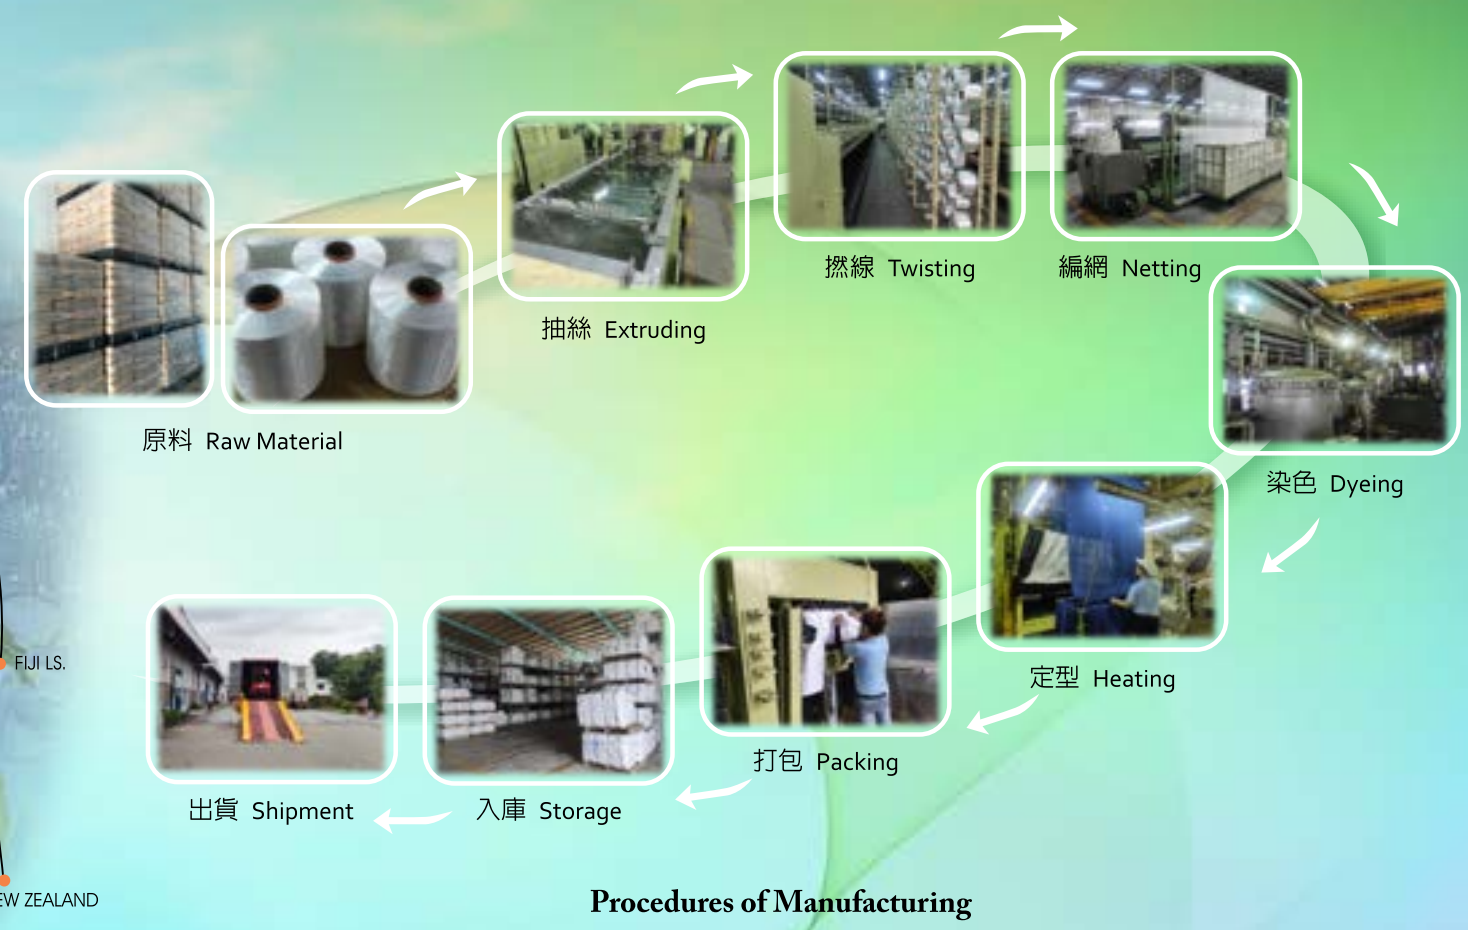 原料 Raw Material
抽絲 Extruding
撚線 Twisting
編網 Netting
染色 Dyeing
定型 Heating
打包 Packing
入庫 Storage
出貨 Shipment
FIJI LS.
EW ZEALAND
Procedures of Manufacturing